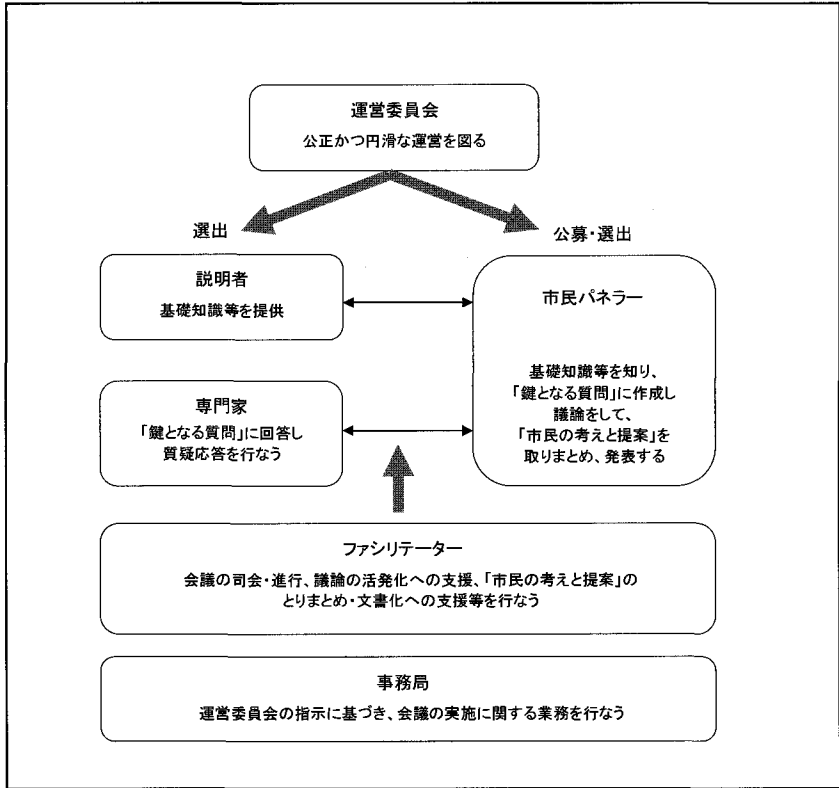 運営委員会
公正かつ円滑な運営を図る
選出
公募・選出
説明者
基礎知識等を提供
市民パネラー
基礎知識等を知り、
「鍵となる質問」に作成し
議論をして、
「市民の考えと提案」を
取りまとめ、発表する
専門家
「鍵となる質問」に回答し
質疑応答を行なう
ファシリテーター
会議の司会・進行、議論の活発化への支援、「市民の考えと提案」の
とりまとめ・文書化への支援等を行なう
事務局
運営委員会の指示に基づき、会議の実施に関する業務を行なう